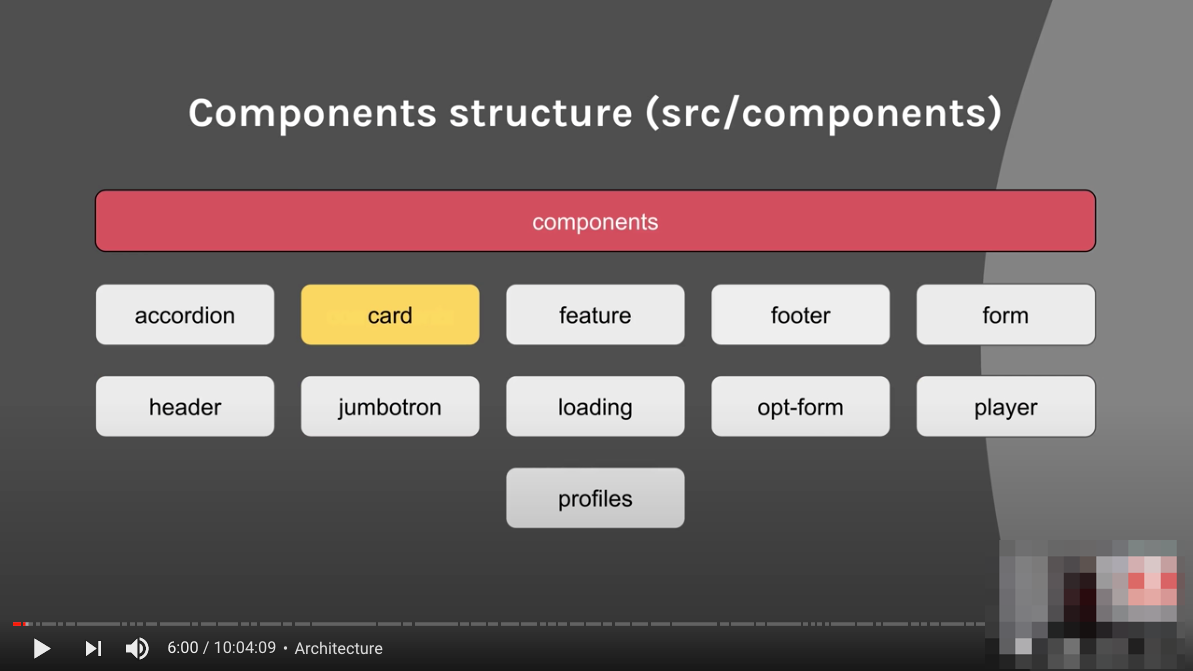 Components structure (src/components)
components
accordion card feature footer form
header jumbotron loading opt-form player
profiles
6:00 / 10:04:09 • Architecture